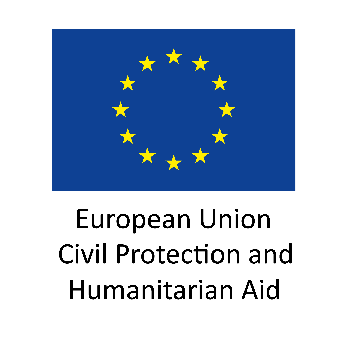 European Union
Civil Protection and
Humanitarian Aid